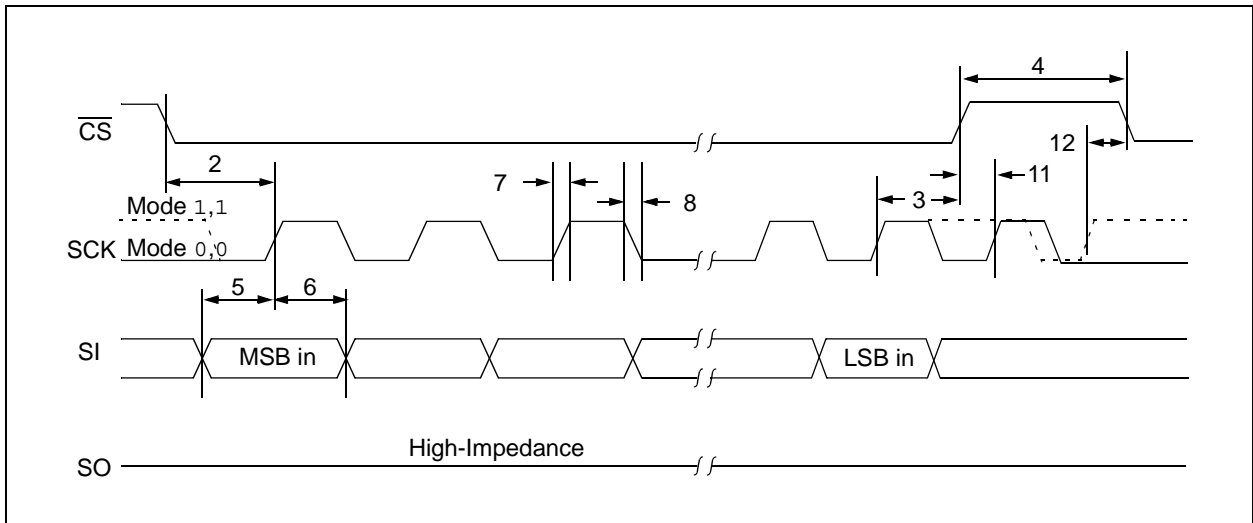 4
CS
12
2
7
8
3
11
Mode 1,1
SCK Mode 0,0
5
6
SI
MSB in
LSB in
High-Impedance
SO